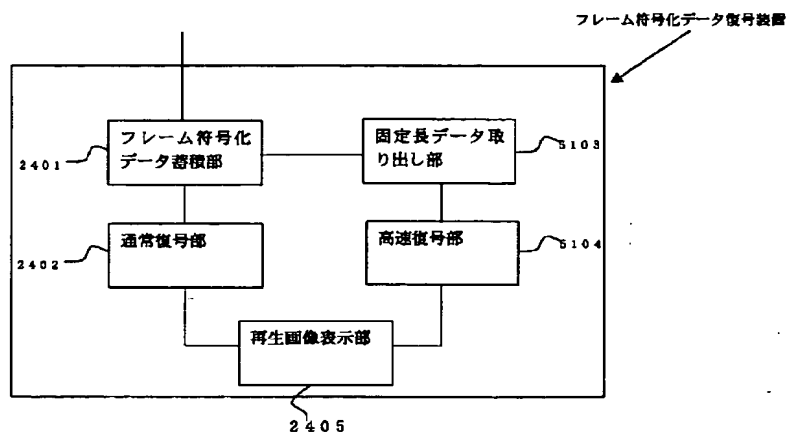 フレーム符号化データ復号装置
フレーム符号化
データ蓄積部
2401
固定長データ取
り出し部
5103
通常復号部
2402
高速復号部
5104
再生画像表示部
2405